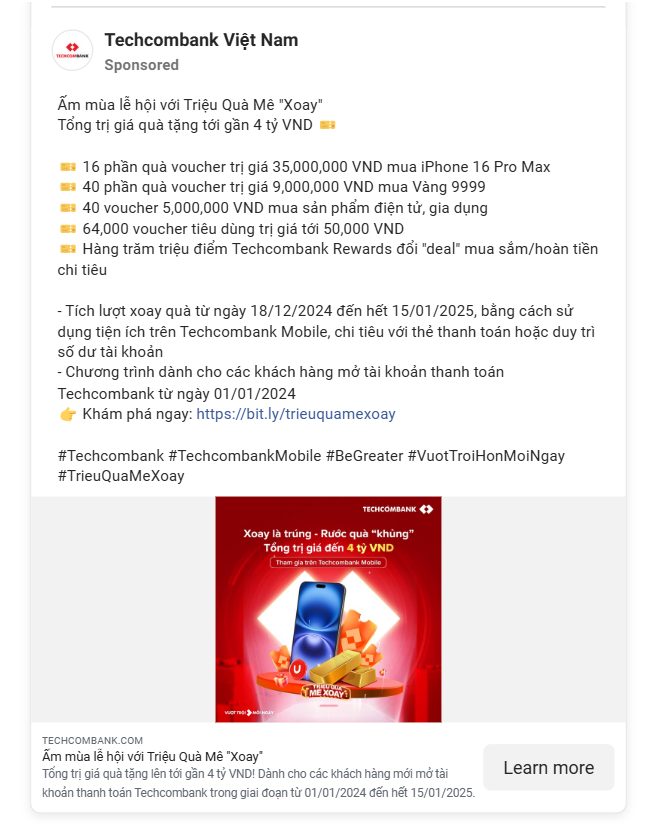 Techcombank Việt Nam
TECHCOMBANK
Sponsored
Ấm mùa lễ hội với Triệu Quà Mê "Xoay"
Tổng trị giá quà tặng tới gần 4 tỷ VND
16 phần quà voucher trị giá 35,000,000 VND mua iPhone 16 Pro Max
40 phần quà voucher trị giá 9,000,000 VND mua Vàng 9999
40 voucher 5,000,000 VND mua sản phẩm điện tử, gia dụng
64,000 voucher tiêu dùng trị giá tới 50,000 VND
Hàng trăm triệu điểm Techcombank Rewards đổi "deal" mua sắm/hoàn tiền
chi tiêu
- Tích lượt xoay quà từ ngày 18/12/2024 đến hết 15/01/2025, bằng cách sử
dụng tiện ích trên Techcombank Mobile, chi tiêu với thẻ thanh toán hoặc duy trì
số dư tài khoản
- Chương trình dành cho các khách hàng mở tài khoản thanh toán
Techcombank từ ngày 01/01/2024
👉 Khám phá ngay: https://bit.ly/trieuquamexoay
#Techcombank #TechcombankMobile #BeGreater #VuotTroiHonMoiNgay
#TrieuQuaMeXoay
TECHCOMBANK
Xoay là trúng - Rước quà "khủng"
Tổng trị giá đến 4 tỷ VND
Tham gia trên Techcombank Mobile
U
TRIỆU QUÀ
MÊ XOAY
VƯỢT TRỘI MỖI NGÀY
TECHCOMBANK.COM
Ấm mùa lễ hội với Triệu Quà Mê "Xoay"
Tổng trị giá quà tặng lên tới gần 4 tỷ VND! Dành cho các khách hàng mới mở tài
khoản thanh toán Techcombank trong giai đoạn từ 01/01/2024 đến hết 15/01/2025.
Learn more